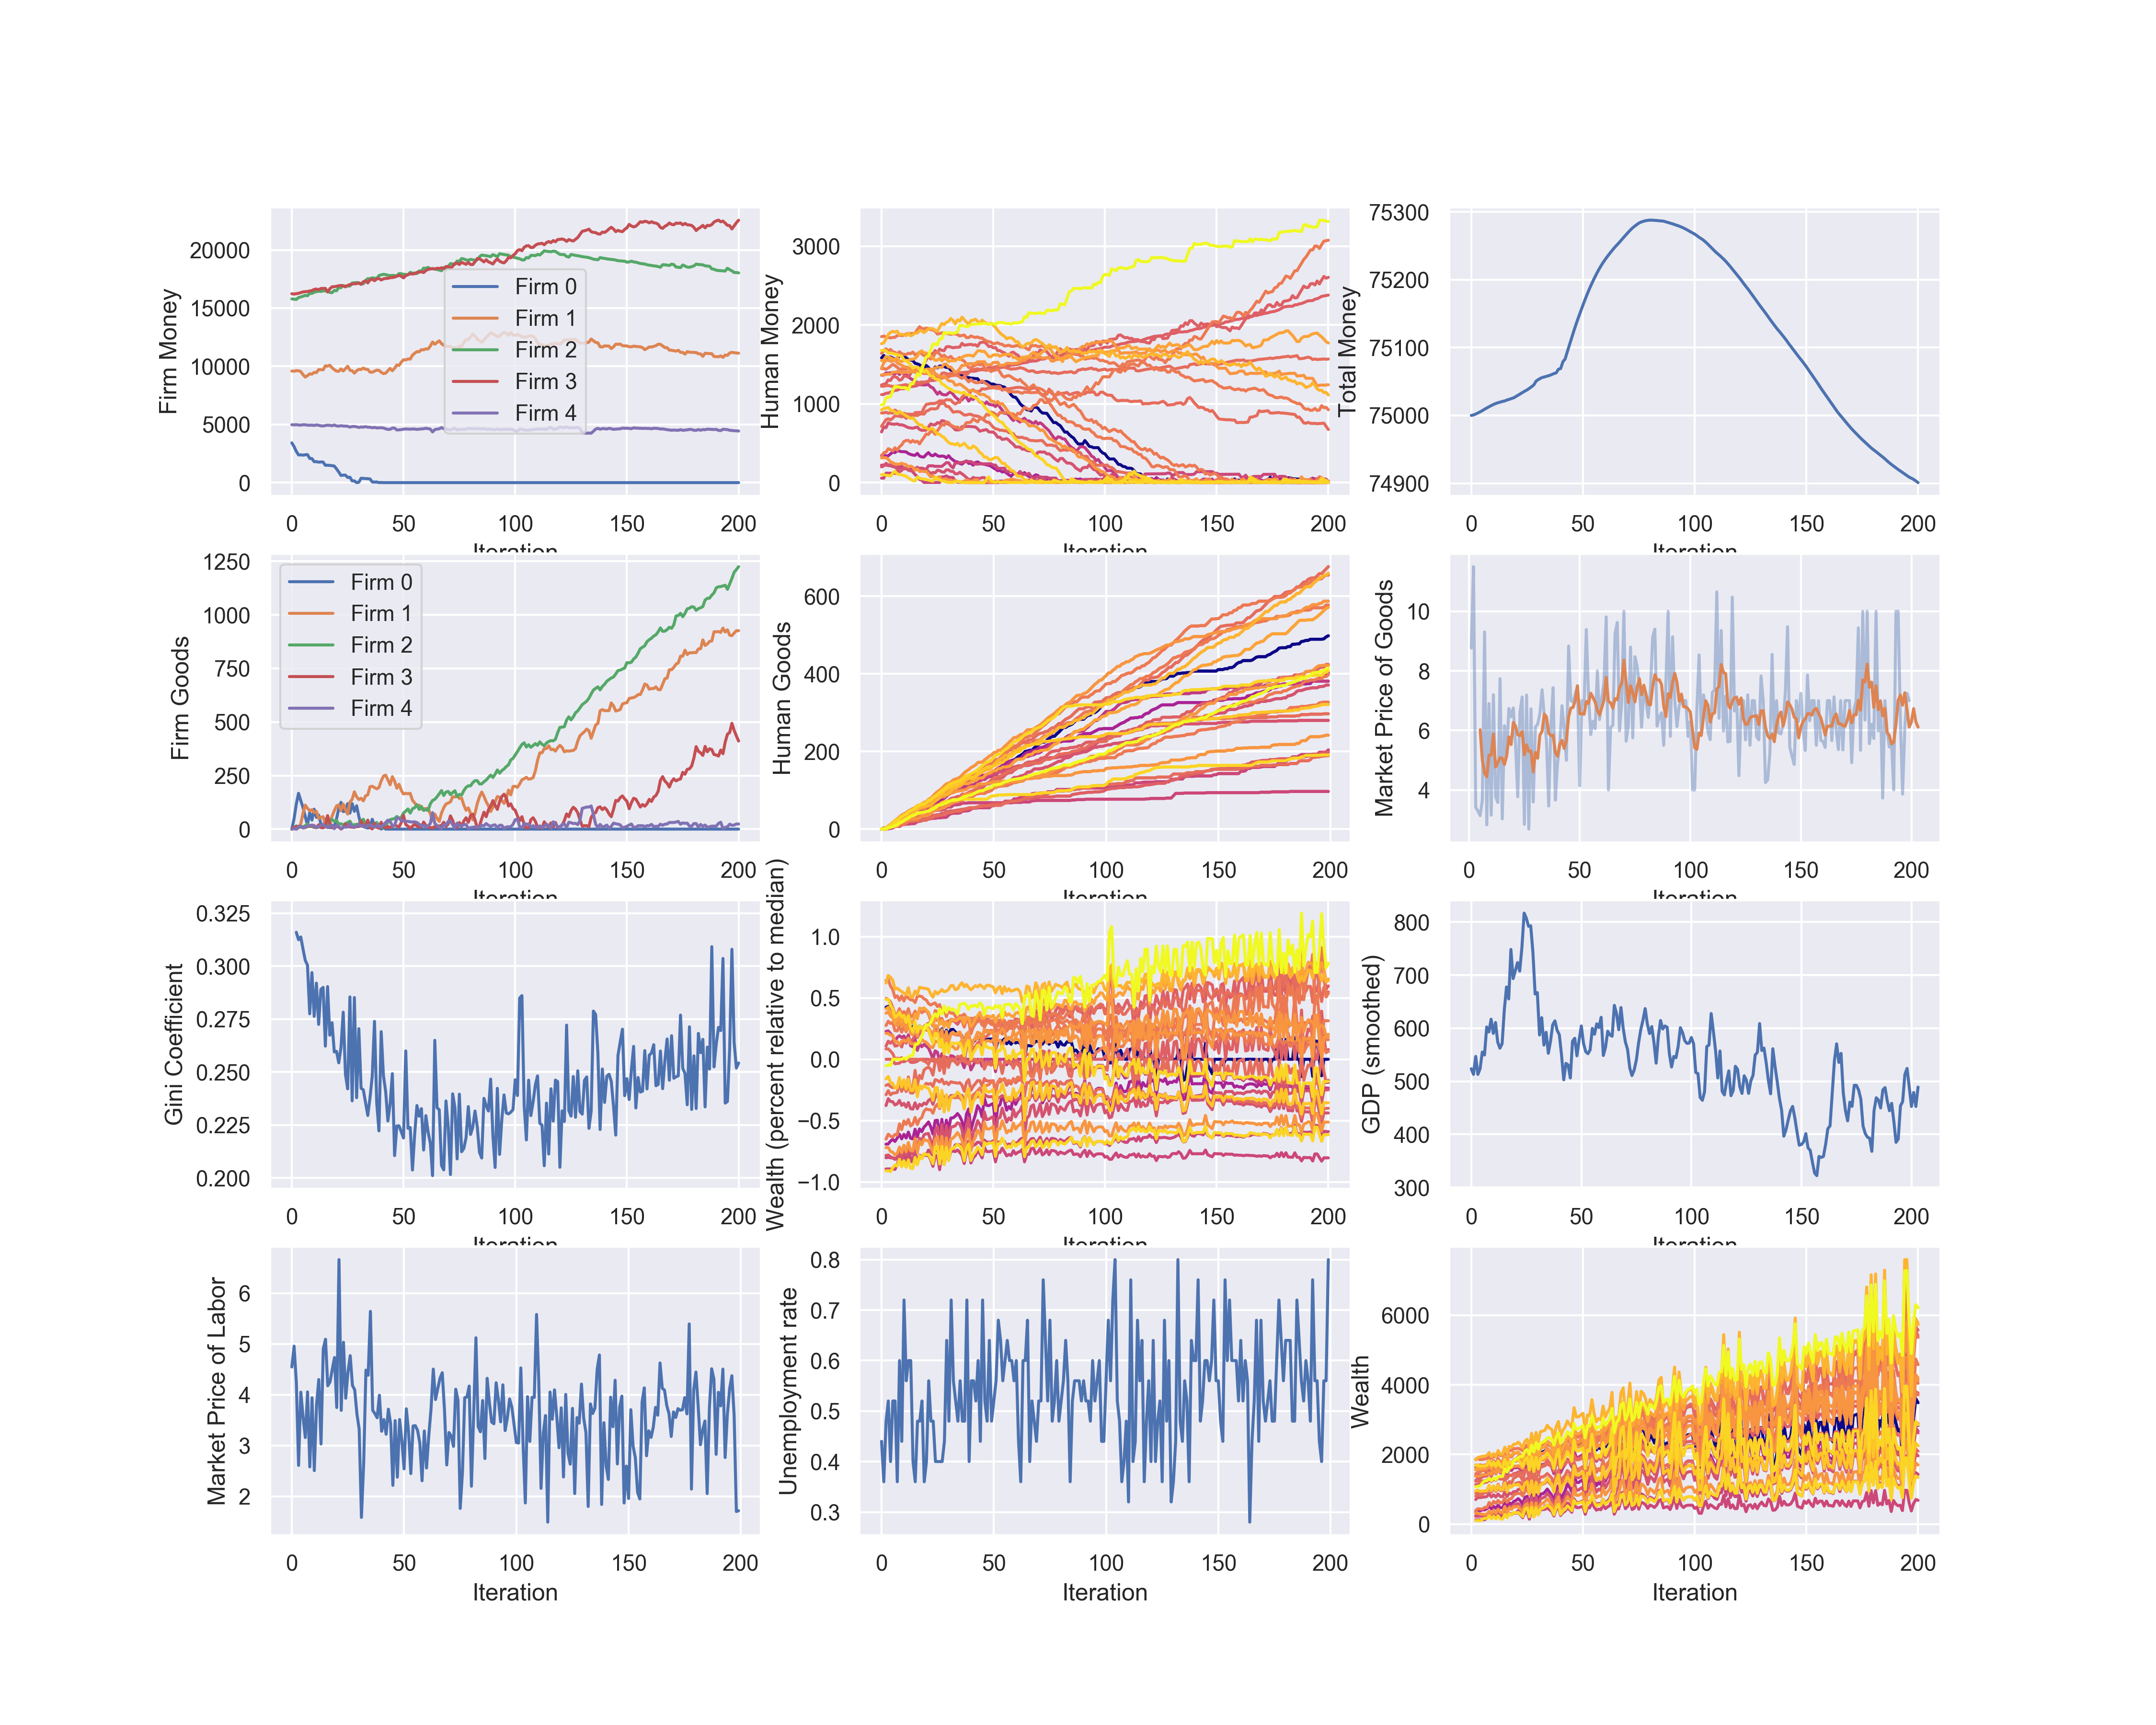 Firm Money
20000
15000
10000
5000
0
Firm 0
Firm 1
Firm 2
Firm 3
Firm 4
0 50 100 150 200
Iteration
Human Money
3000
2000
1000
0
0 50 100 150 200
Iteration
Total Money
75300
75200
75100
75000
74900
0 50 100 150 200
Iteration
Firm Goods
1250
1000
750
500
250
0
Firm 0
Firm 1
Firm 2
Firm 3
Firm 4
0 50 100 150 200
Iteration
Human Goods
600
400
200
0
0 50 100 150 200
Iteration
Market Price of Goods
10
8
6
4
0 50 100 150 200
Iteration
Gini Coefficient
0.325
0.300
0.275
0.250
0.225
0.200
0 50 100 150 200
Iteration
Wealth (percent relative to median)
1.0
0.5
0.0
−0.5
−1.0
0 50 100 150 200
Iteration
GDP (smoothed)
800
700
600
500
400
300
0 50 100 150 200
Iteration
Market Price of Labor
6
5
4
3
2
0 50 100 150 200
Iteration
Unemployment rate
0.8
0.7
0.6
0.5
0.4
0.3
0 50 100 150 200
Iteration
Wealth
6000
4000
2000
0
0 50 100 150 200
Iteration